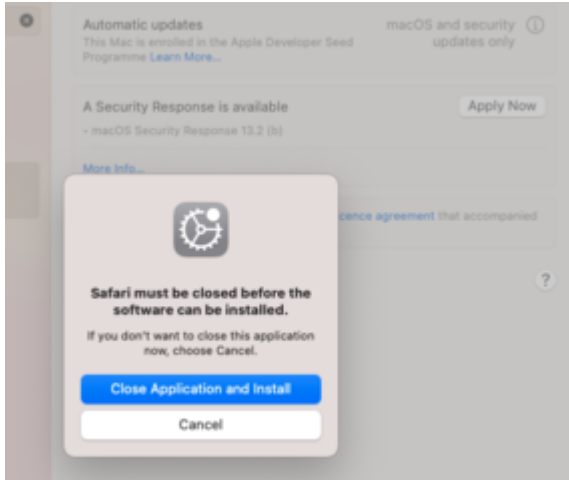 Automatic updates
This Mac is enrolled in the Apple Developer Seed
Programme Learn More...
macOS and security
updates only
A Security Response is available
Apply Now
• macOS Security Response 13.2 (b)
More Info...
cence agreement that accompanied
?
Safari must be closed before the
software can be installed.
If you don't want to close this application
now, choose Cancel.
Close Application and Install
Cancel